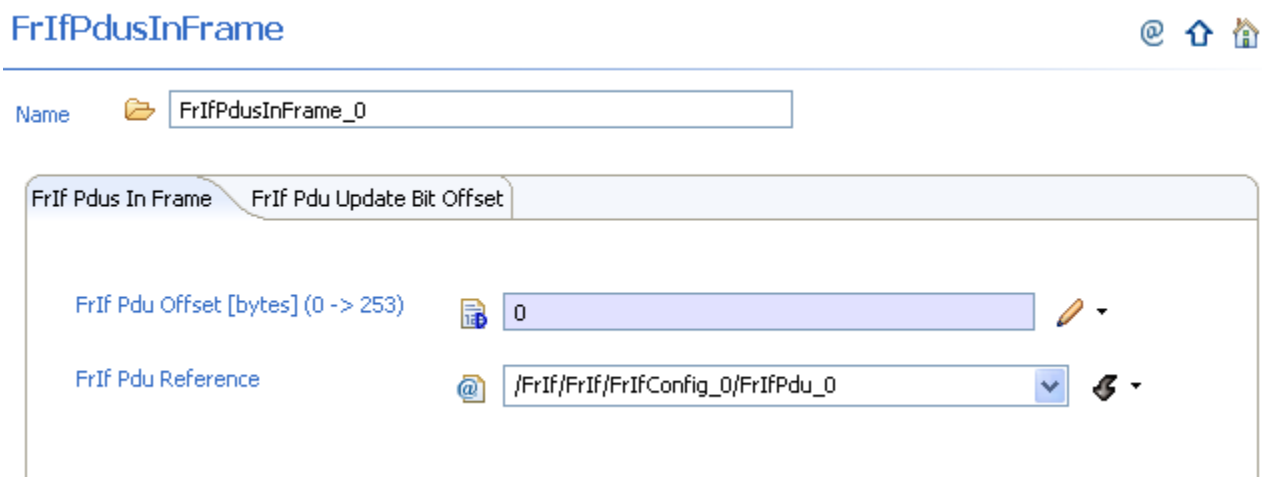 FrIfPdusInFrame
Name FrIfPdusInFrame_0
FrIf Pdus In Frame FrIf Pdu Update Bit Offset
FrIf Pdu Offset [bytes] (0 -> 253) 0
FrIf Pdu Reference /FrIf/FrIf/FrIfConfig_0/FrIfPdu_0